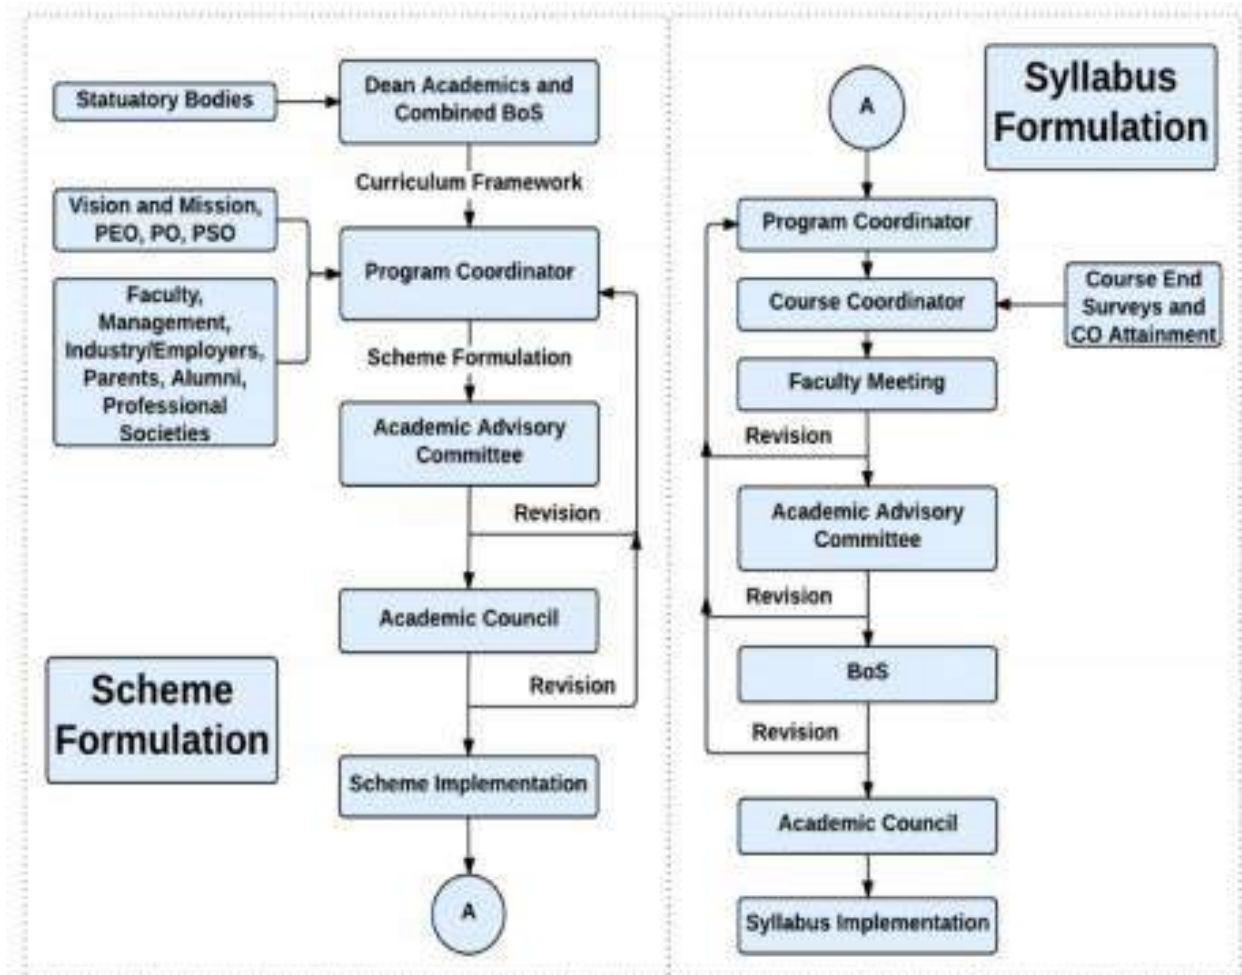 Statuatory Bodies
Dean Academics and
Combined BoS
Curriculum Framework
Vision and Mission,
PEO, PO, PSO
Program Coordinator
Faculty,
Management,
Industry/Employers,
Parents, Alumni,
Professional
Societies
Scheme Formulation
Academic Advisory
Committee
Revision
Academic Council
Revision
Scheme
Formulation
Scheme Implementation
A
Syllabus
Formulation
A
Program Coordinator
Course Coordinator
Course End
Surveys and
CO Attainment
Faculty Meeting
Revision
Academic Advisory
Committee
Revision
BoS
Revision
Academic Council
Syllabus Implementation